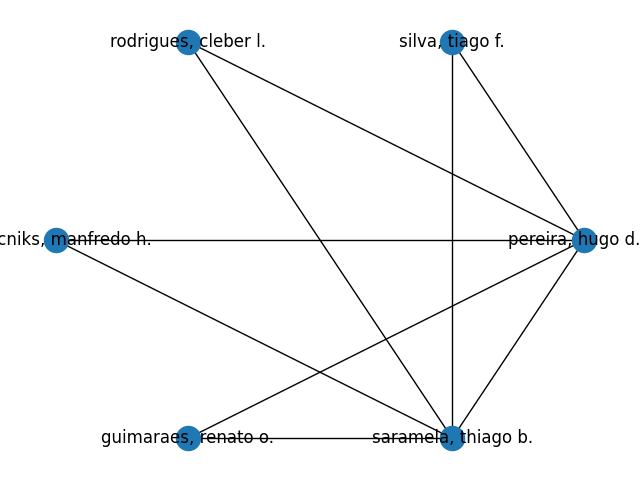 rodrigues, cleber l.
silva, tiago f.
cniks, manfredo h.
pereira, hugo d.
guimaraes, renato o.
saramela, thiago b.